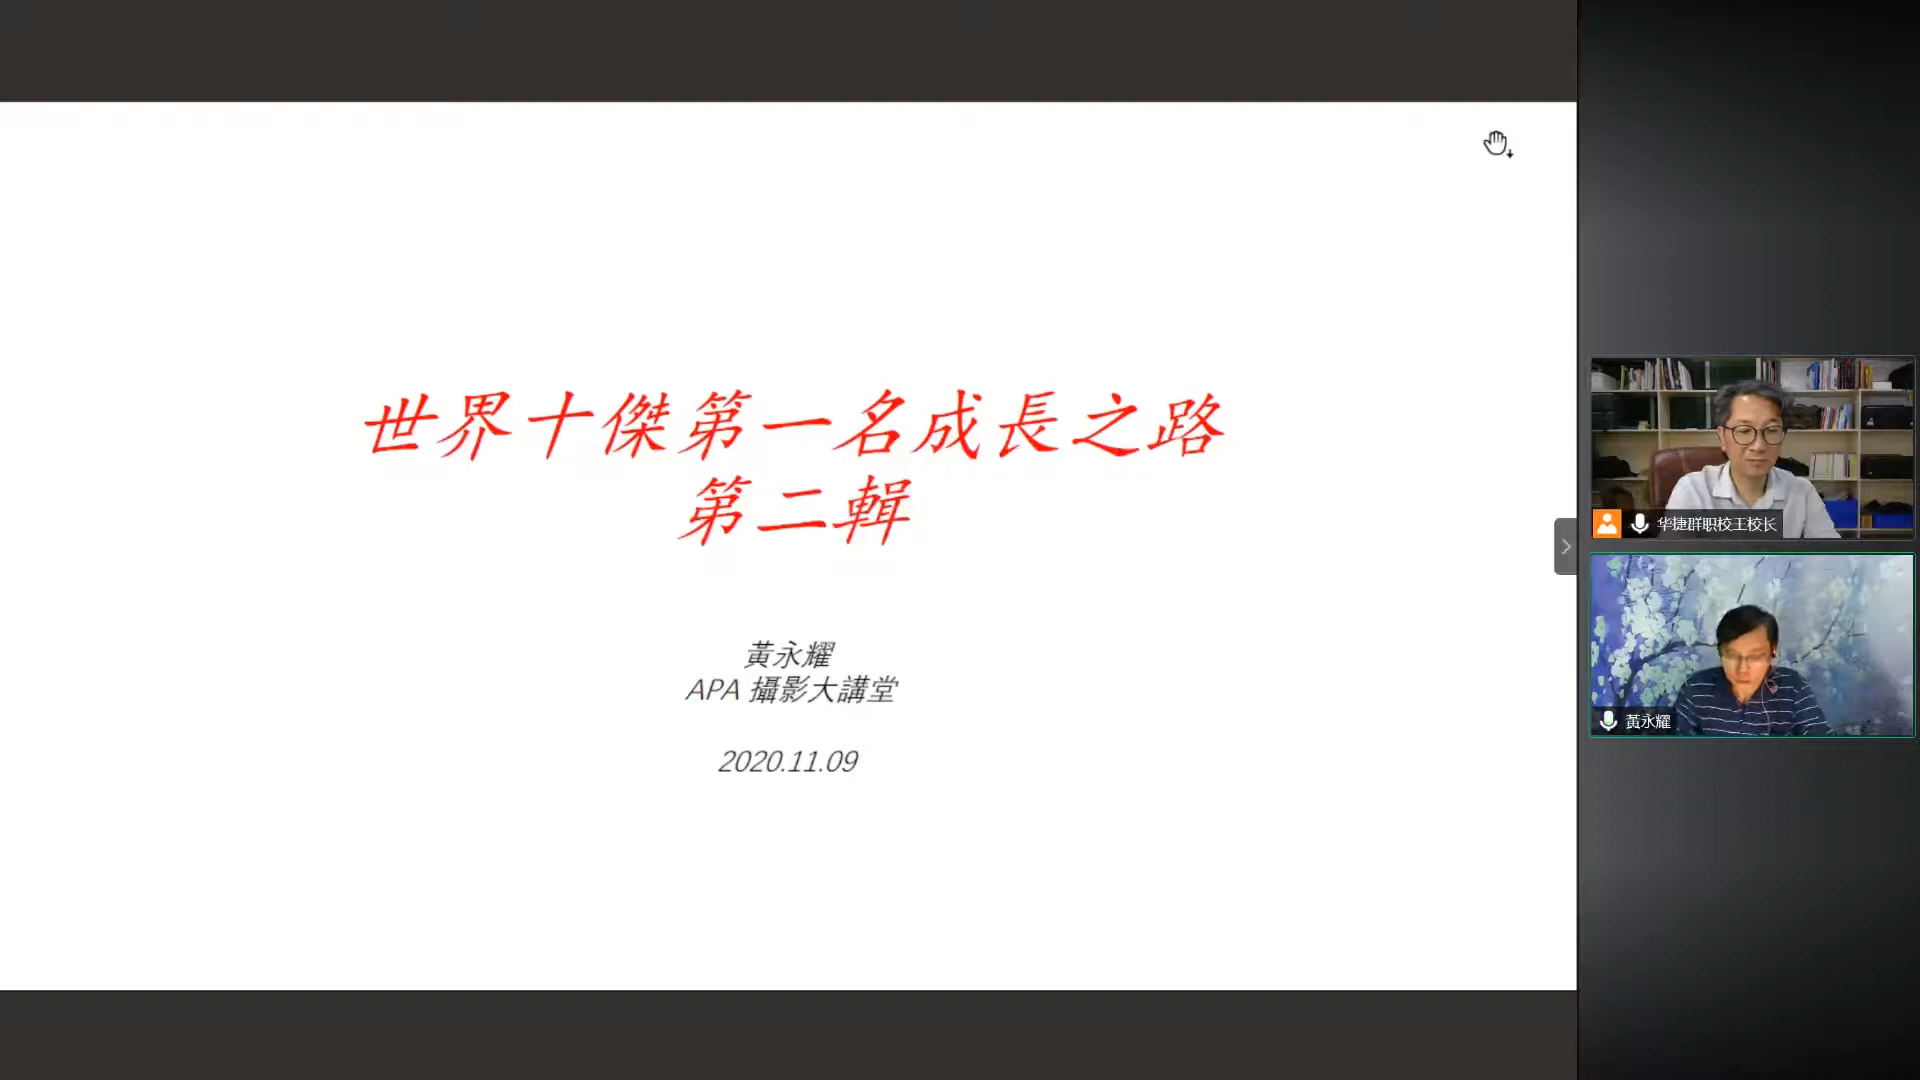 世界十傑第一名成長之路
第二輯
黃永耀
APA 攝影大講堂
2020.11.09
华捷群职校王校长
黃永耀